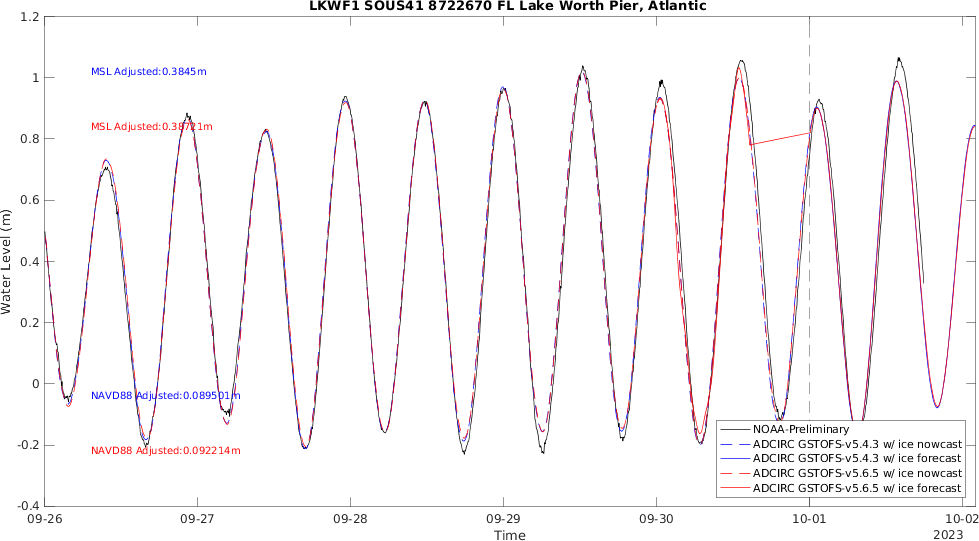 LKWF1 SOUS41 8722670 FL Lake Worth Pier, Atlantic
1.2
1
0.8
0.6
0.4
0.2
0
-0.2
-0.4
Water Level (m)
MSL Adjusted:0.3845m
MSL Adjusted:0.38721m
NAVD88 Adjusted:0.089501m
NAVD88 Adjusted:0.092214m
NOAA-Preliminary
ADCIRC GSTOFS-v5.4.3 w/ ice nowcast
ADCIRC GSTOFS-v5.4.3 w/ ice forecast
ADCIRC GSTOFS-v5.6.5 w/ ice nowcast
ADCIRC GSTOFS-v5.6.5 w/ ice forecast
09-26 09-27 09-28 09-29 09-30 10-01 10-02
Time
2023